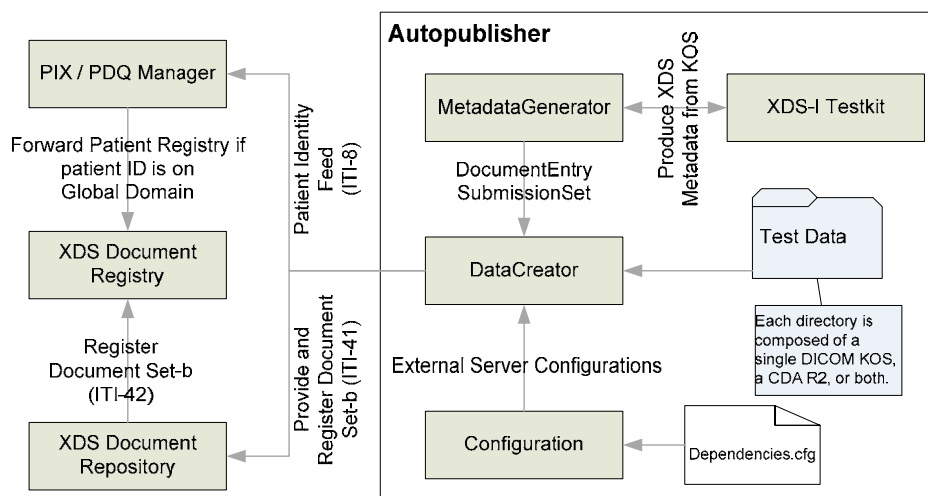 Autopublisher
PIX / PDQ Manager
Forward Patient Registry if
patient ID is on
Global Domain
XDS Document
Registry
Register
Document Set-b
(ITI-42)
XDS Document
Repository
Patient Identity
Feed
(ITI-8)
Provide and
Register Document
Set-b (ITI-41)
MetadataGenerator
Produce XDS
Metadata from KOS
XDS-I Testkit
DocumentEntry
SubmissionSet
DataCreator
Test Data
Each directory is
composed of a
single DICOM KOS,
a CDA R2, or both.
External Server Configurations
Configuration
Dependencies.cfg